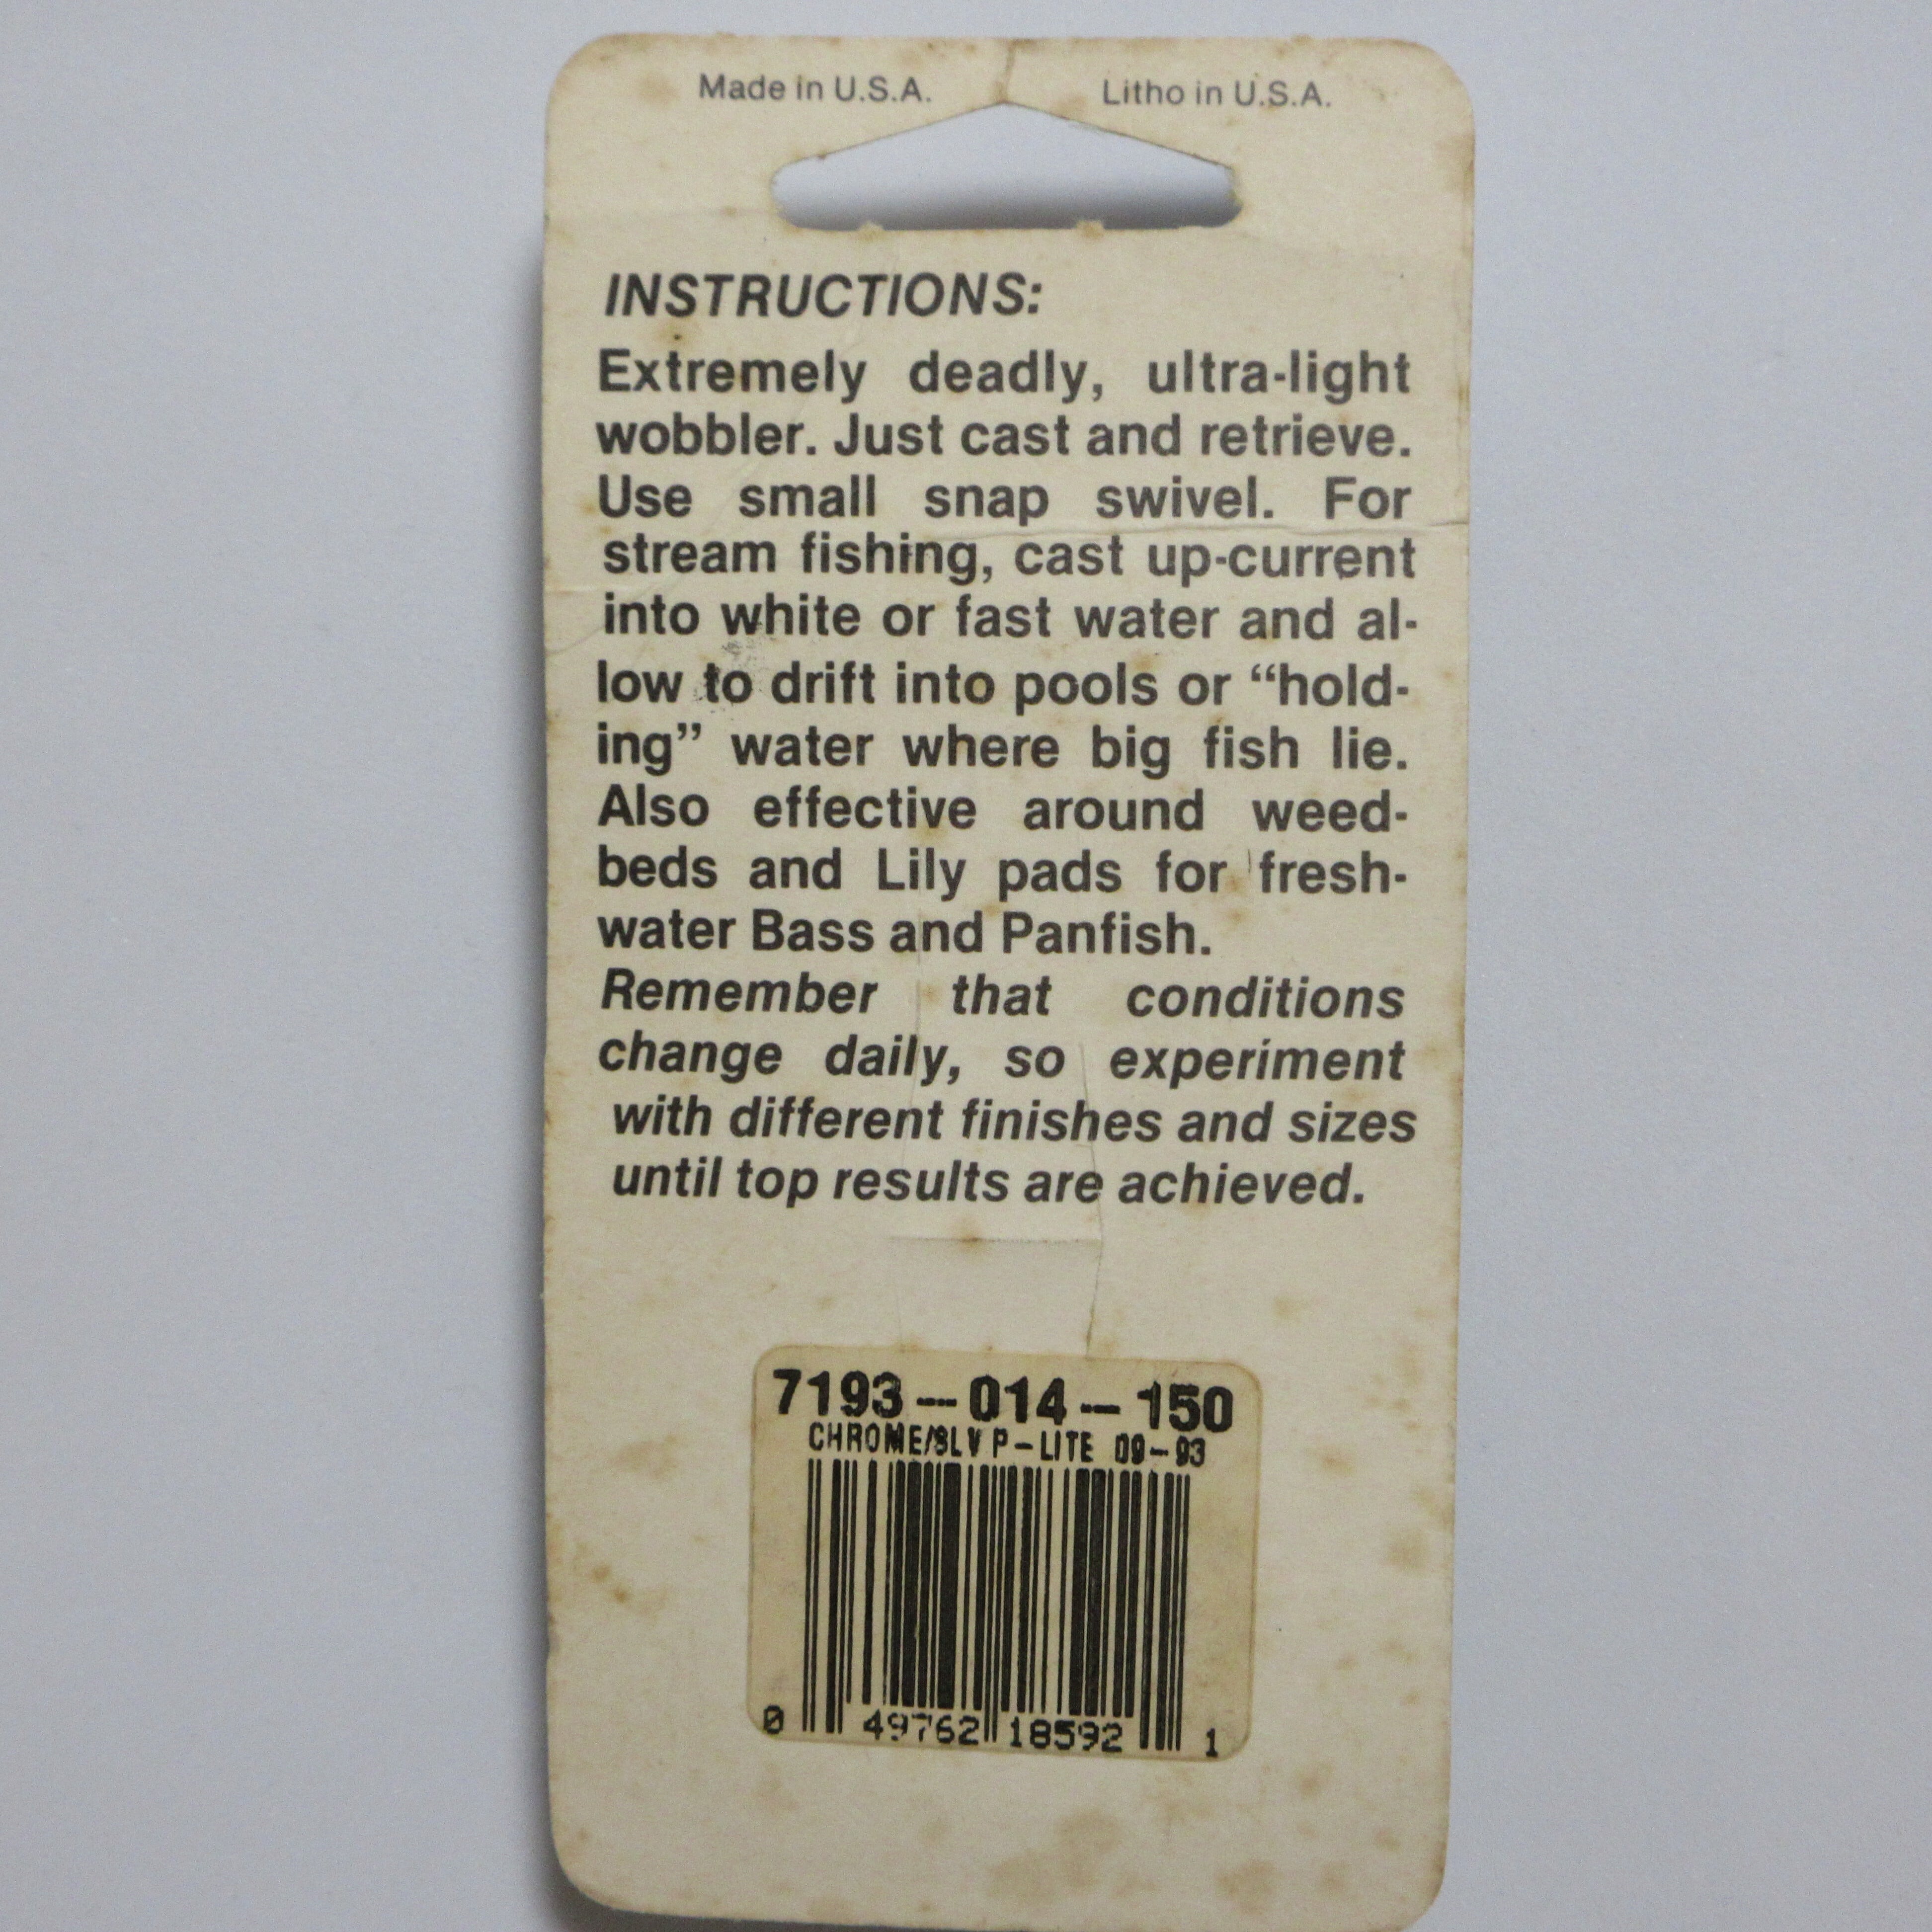 Made in U.S.A. Litho in U.S.A.
INSTRUCTIONS:
Extremely deadly, ultra-light
wobbler. Just cast and retrieve.
Use small snap swivel. For
stream fishing, cast up-current
into white or fast water and al-
low to drift into pools or “hold-
ing” water where big fish lie.
Also effective around weed-
beds and Lily pads for fresh-
water Bass and Panfish.
Remember that conditions
change daily, so experiment
with different finishes and sizes
until top results are achieved.
7193-014-150
CHROME/SLV P-LITE 09-93
0 49762 18592 1